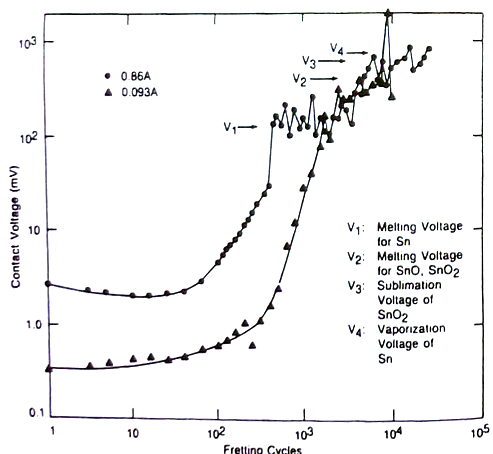 10³
V₄
V₃
V₂
V₁
0.86A
0.093A
10²
10
1.0
0.1
Contact Voltage (mV)
V₁: Melting Voltage
for Sn
V₂: Melting Voltage
for SnO, SnO₂
V₃: Sublimation
Voltage of
SnO₂
V₄: Vaporization
Voltage of
Sn
1
10
10²
10³
10⁴
10⁵
Fretting Cycles